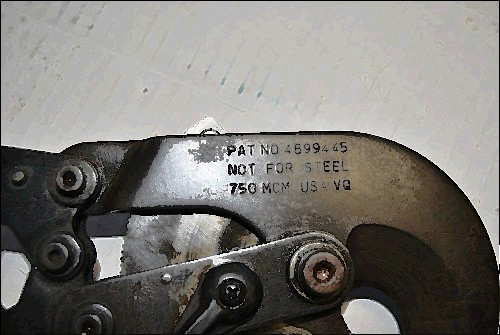 PAT NO 4899445
NOT FOR STEEL
750 MCM USA VQ